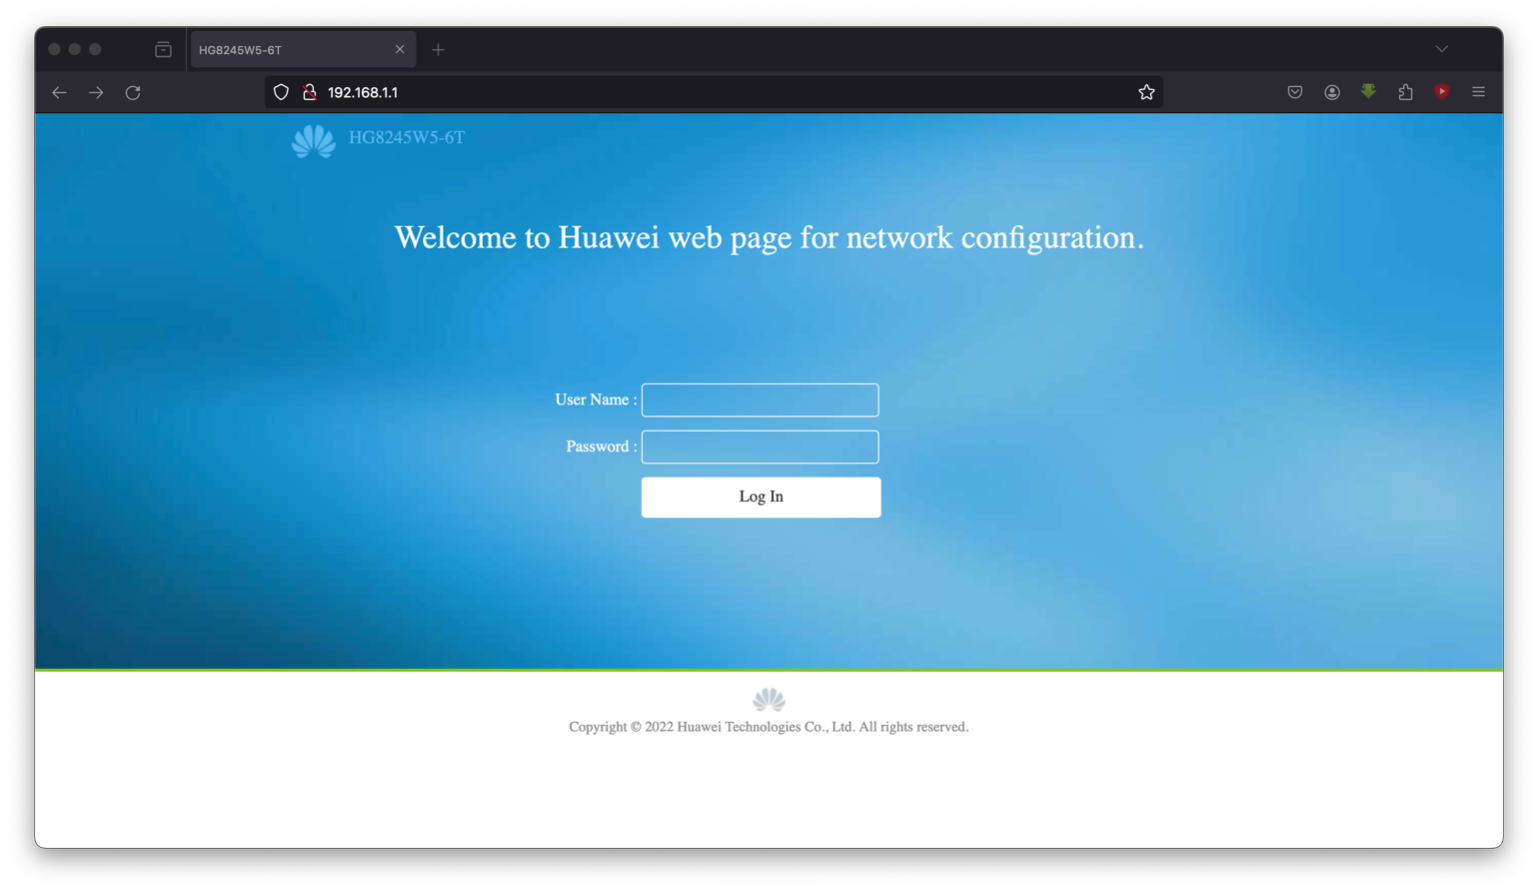 HG8245W5-6T
192.168.1.1
HG8245W5-6T
Welcome to Huawei web page for network configuration.
User Name :
Password :
Log In
Copyright © 2022 Huawei Technologies Co., Ltd. All rights reserved.